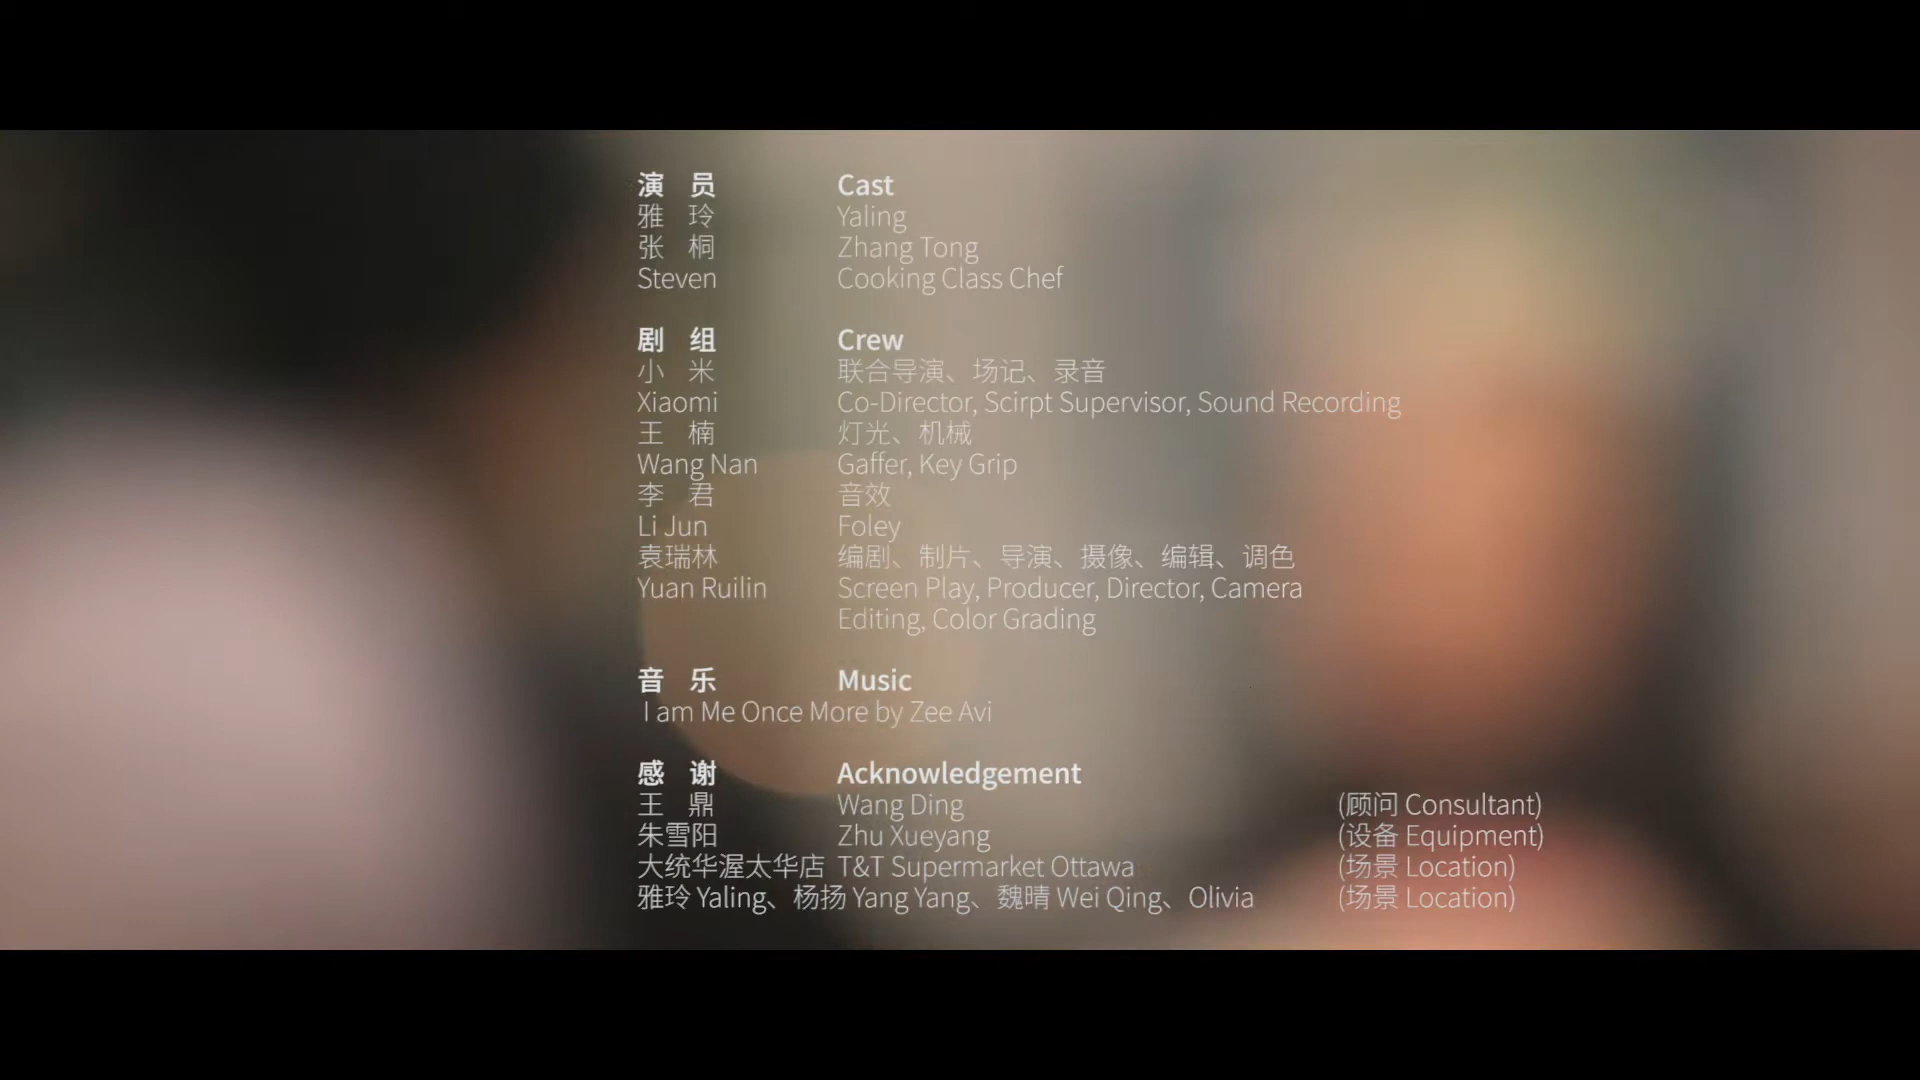 演 员 Cast
雅 玲 Yaling
张 桐 Zhang Tong
Steven Cooking Class Chef
剧 组 Crew
小 米 联合导演、场记、录音
Xiaomi Co-Director, Scirpt Supervisor, Sound Recording
王 楠 灯光、机械
Wang Nan Gaffer, Key Grip
李 君 音效
Li Jun Foley
袁瑞林 编剧、制片、导演、摄像、编辑、调色
Yuan Ruilin Screen Play, Producer, Director, Camera
Editing, Color Grading
音 乐 Music
I am Me Once More by Zee Avi
感 谢 Acknowledgement
王 鼎 Wang Ding (顾问 Consultant)
朱雪阳 Zhu Xueyang (设备 Equipment)
大统华渥太华店 T&T Supermarket Ottawa (场景 Location)
雅玲 Yaling、杨扬 Yang Yang、魏晴 Wei Qing、Olivia (场景 Location)